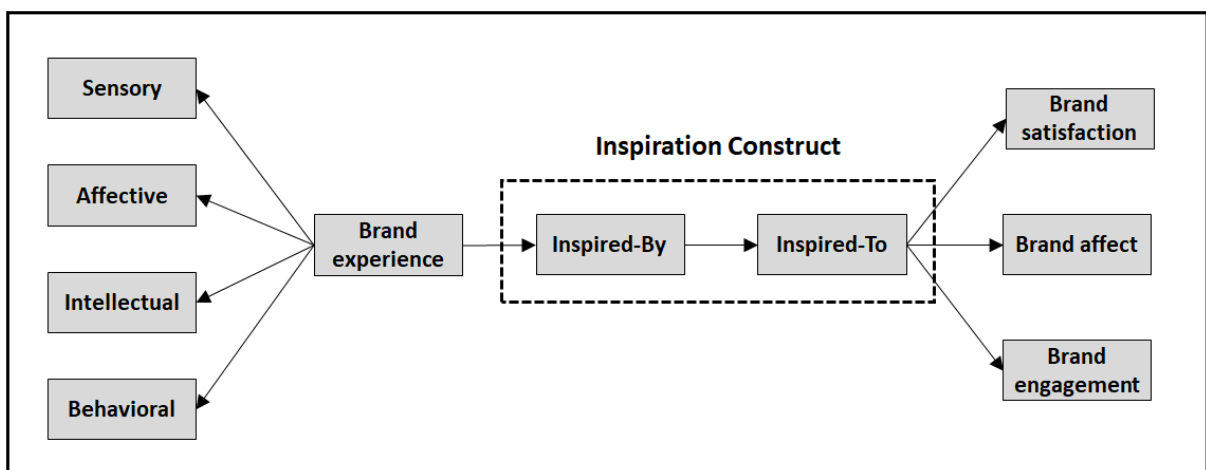 Sensory
Affective
Intellectual
Behavioral
Brand
experience
Inspiration Construct
Inspired-By
Inspired-To
Brand
satisfaction
Brand affect
Brand
engagement